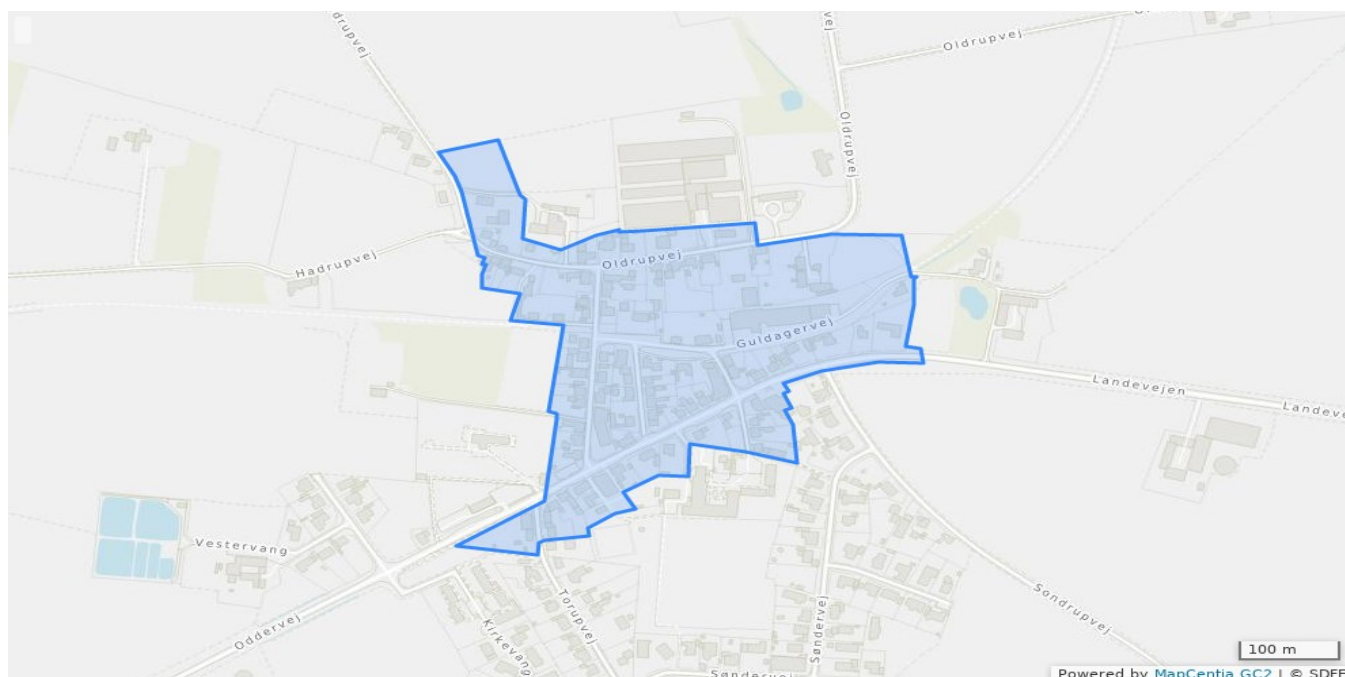 Oldrupvej
Oldrupvej
Oldrupvej
Hadrupvej
Oldrupvej
Guldagervej
Landevejen
Vestervang
Oddervej
Kirkevang
Torupvej
Søndervej
Søndervej
Sondrupvej
100 m
Powered by MapCentia GC2 | © SDFE